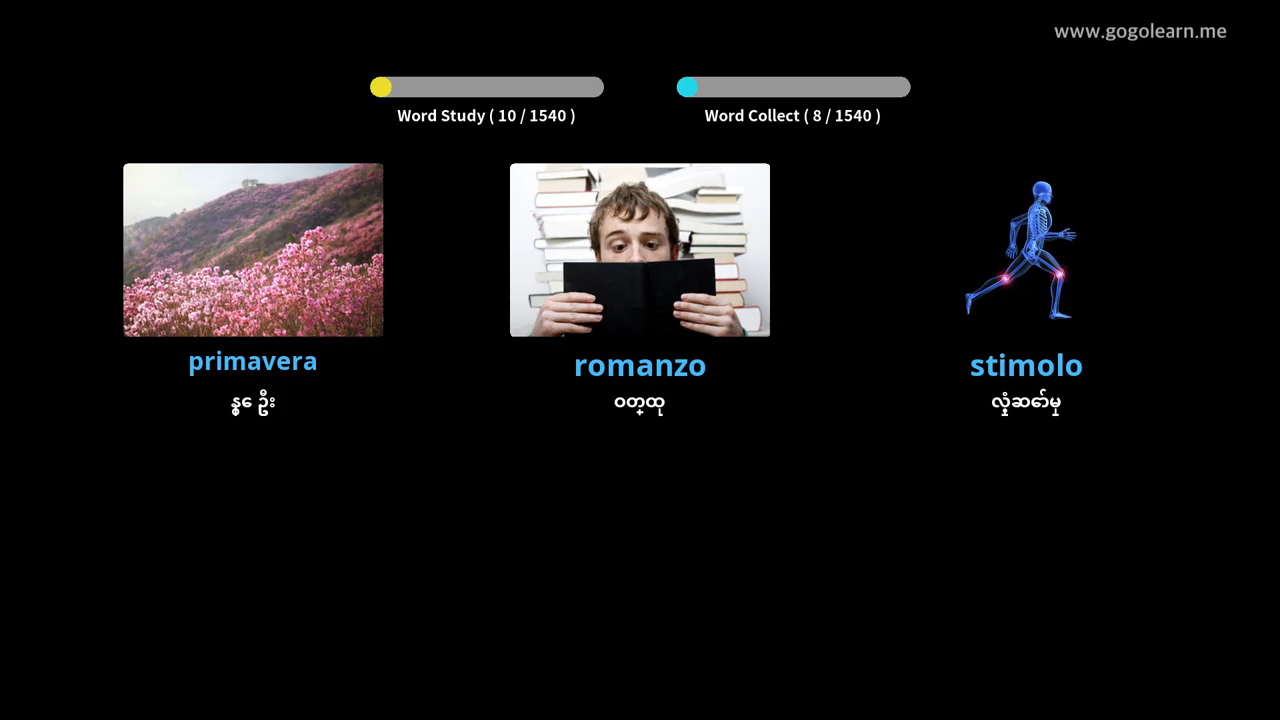 www.gogolearn.me
Word Study ( 10 / 1540 )
Word Collect ( 8 / 1540 )
primavera
romanzo
stimolo
နွေဦး
ဝတ္ထု
လှုံ့ဆော်မှု